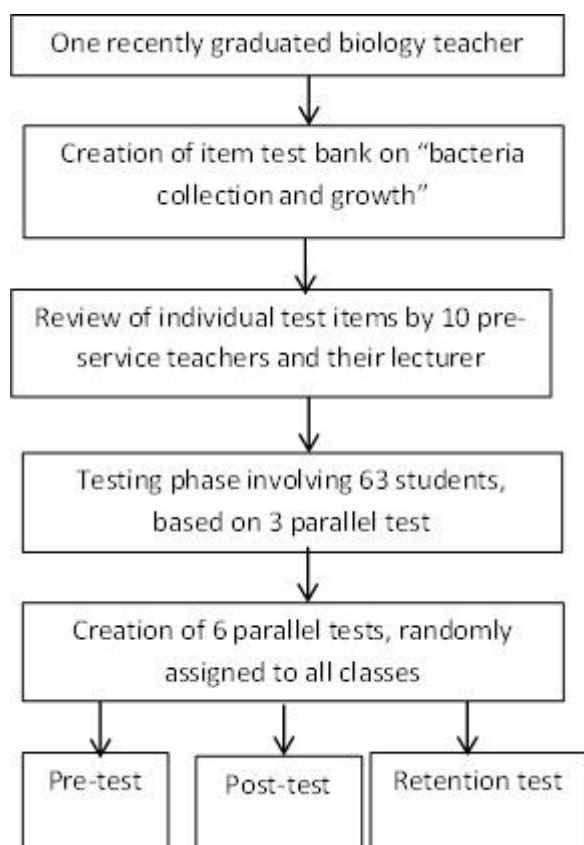 One recently graduated biology teacher
Creation of item test bank on “bacteria
collection and growth”
Review of individual test items by 10 pre-
service teachers and their lecturer
Testing phase involving 63 students,
based on 3 parallel test
Creation of 6 parallel tests, randomly
assigned to all classes
Pre-test
Post-test
Retention test